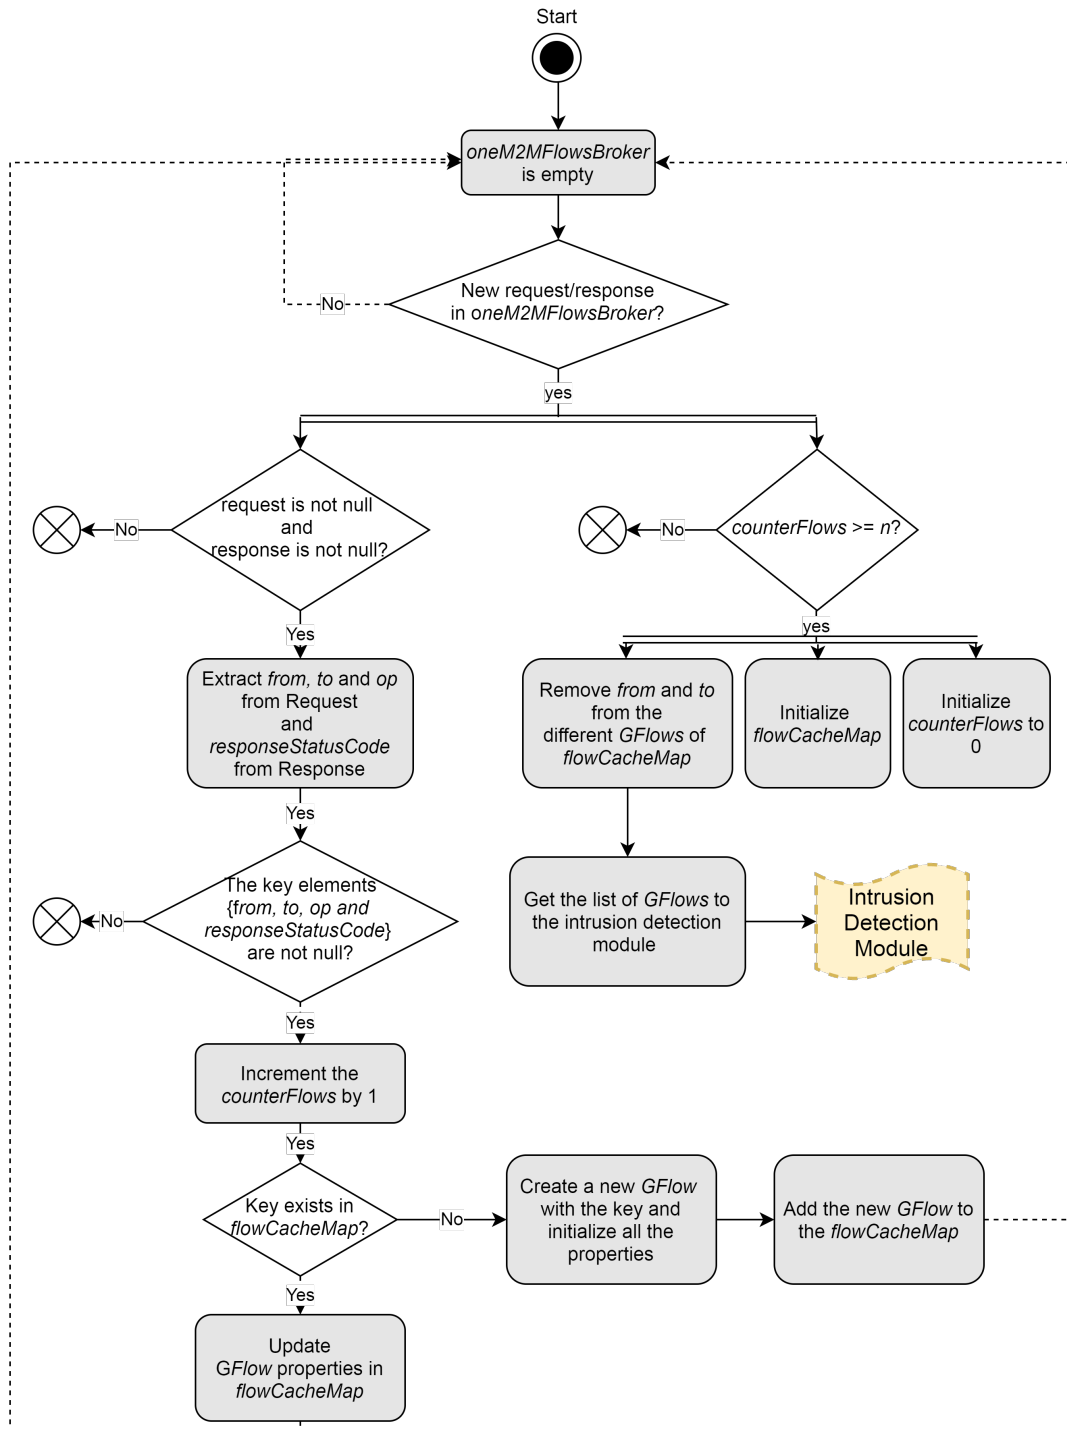 Start
oneM2MFlowsBroker
is empty
New request/response
in oneM2MFlowsBroker?
No
yes
request is not null
and
response is not null?
No
counterFlows >= n?
No
Yes
yes
Extract from, to and op
from Request
and
responseStatusCode
from Response
Remove from and to
from the
different GFlows of
flowCacheMap
Initialize
flowCacheMap
Initialize
counterFlows to
0
Yes
The key elements
{from, to, op and
responseStatusCode}
are not null?
No
Get the list of GFlows to
the intrusion detection
module
Intrusion
Detection
Module
Yes
Increment the
counterFlows by 1
Yes
Key exists in
flowCacheMap?
No
Create a new GFlow
with the key and
initialize all the
properties
Add the new GFlow to
the flowCacheMap
Yes
Update
GFlow properties in
flowCacheMap